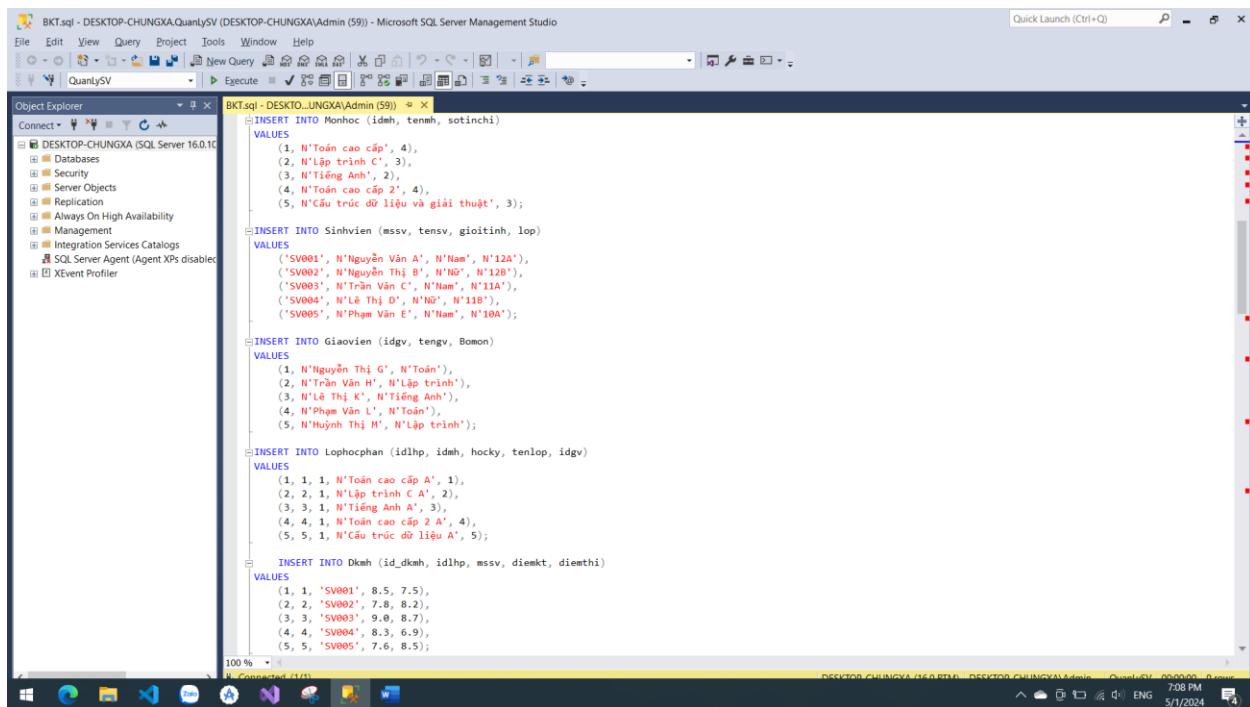 BKT.sql - DESKTOP-CHUNGXA.QuanLySV (DESKTOP-CHUNGXA\Admin (59)) - Microsoft SQL Server Management Studio
Quick Launch (Ctrl+Q)
File Edit View Query Project Tools Window Help
New Query
QuanLySV
Execute
Object Explorer
BKT.sql - DESKTO...UNGXA\Admin (59))
Connect
DESKTOP-CHUNGXA (SQL Server 16.0.10
Databases
Security
Server Objects
Replication
Always On High Availability
Management
Integration Services Catalogs
SQL Server Agent (Agent XPs disabled
XEvent Profiler
INSERT INTO Monhoc (idmh, tenmh, sotinchi)
VALUES
(1, N'Toán cao cấp', 4),
(2, N'Lập trình C', 3),
(3, N'Tiếng Anh', 2),
(4, N'Toán cao cấp 2', 4),
(5, N'Cấu trúc dữ liệu và giải thuật', 3);
INSERT INTO Sinhvien (mssv, tensv, gioitinh, lop)
VALUES
('SV001', N'Nguyễn Văn A', N'Nam', N'12A'),
('SV002', N'Nguyễn Thị B', N'Nữ', N'12B'),
('SV003', N'Trần Văn C', N'Nam', N'11A'),
('SV004', N'Lê Thị D', N'Nữ', N'11B'),
('SV005', N'Phạm Văn E', N'Nam', N'10A');
INSERT INTO Giaovien (idgv, tengv, Bomon)
VALUES
(1, N'Nguyễn Thị G', N'Toán'),
(2, N'Trần Văn H', N'Lập trình'),
(3, N'Lê Thị K', N'Tiếng Anh'),
(4, N'Phạm Văn L', N'Toán'),
(5, N'Huỳnh Thị M', N'Lập trình');
INSERT INTO Lophocphan (idlhp, idmh, hocky, tenlop, idgv)
VALUES
(1, 1, 1, N'Toán cao cấp A', 1),
(2, 2, 1, N'Lập trình C A', 2),
(3, 3, 1, N'Tiếng Anh A', 3),
(4, 4, 1, N'Toán cao cấp 2 A', 4),
(5, 5, 1, N'Cấu trúc dữ liệu A', 5);
INSERT INTO Dkmh (id_dkmh, idlhp, mssv, diemkt, diemthi)
VALUES
(1, 1, 'SV001', 8.5, 7.5),
(2, 2, 'SV002', 7.8, 8.2),
(3, 3, 'SV003', 9.0, 8.7),
(4, 4, 'SV004', 8.3, 6.9),
(5, 5, 'SV005', 7.6, 8.5);
100 %
Connected (1/1)
DESKTOP-CHUNGXA (16.0 RTM) DESKTOP-CHUNGXA\Admin QuanLySV 00:00:00 0 rows
Zalo
ENG
7:08 PM
5/1/2024
4